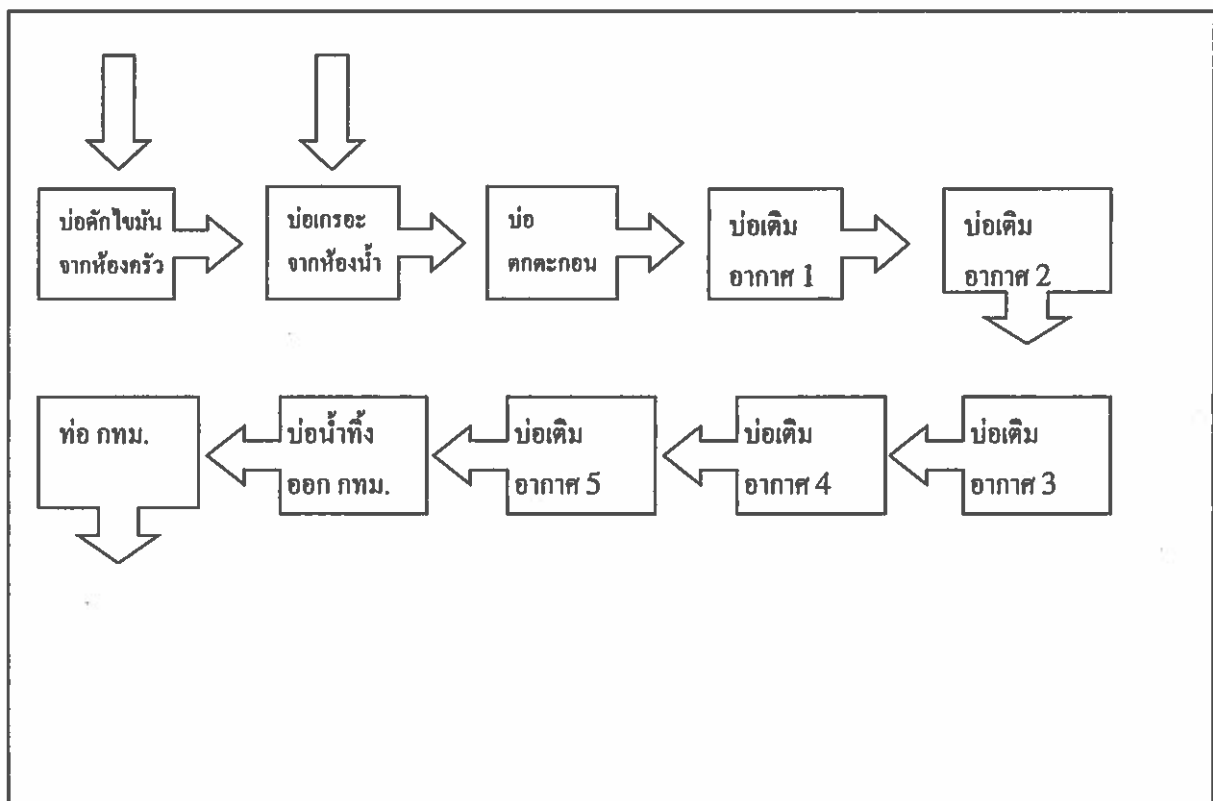 บ่อดักไขมัน
จากห้องครัว
บ่อเกรอะ
จากห้องน้ำ
บ่อ
ตกตะกอน
บ่อเติม
อากาศ 1
บ่อเติม
อากาศ 2
ท่อ กทม.
บ่อน้ำทิ้ง
ออก กทม.
บ่อเติม
อากาศ 5
บ่อเติม
อากาศ 4
บ่อเติม
อากาศ 3